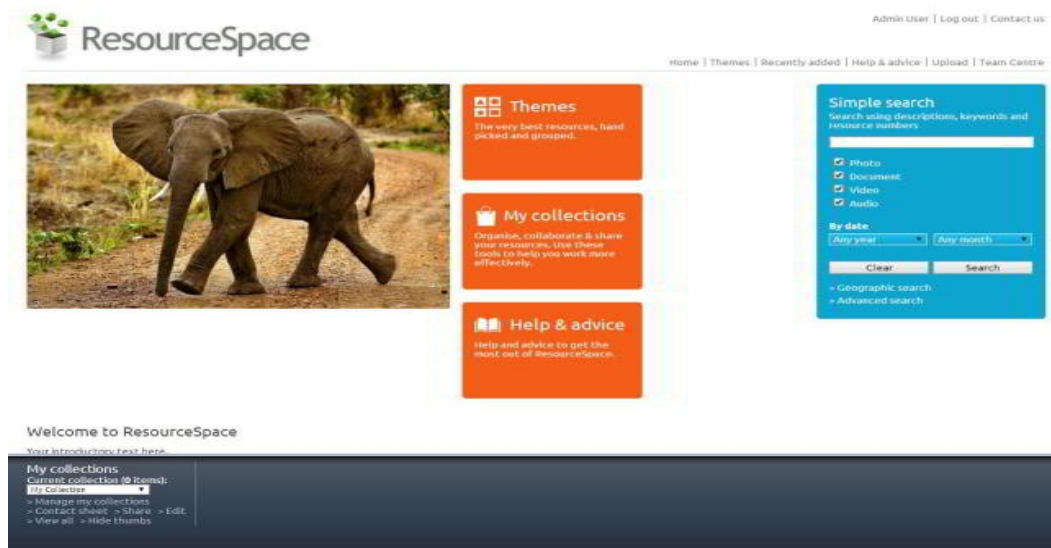 ResourceSpace
Admin User | Log out | Contact us
Home | Themes | Recently added | Help & advice | Upload | Team Centre
Themes
The very best resources, hand
picked and grouped.
My collections
Organise, collaborate & share
your resources. Use these
tools to help you work more
effectively.
Help & advice
Help and advice to get the
most out of ResourceSpace.
Simple search
Search using descriptions, keywords and
resource numbers
Photo
Document
Video
Audio
By date
Any year Any month
Clear Search
» Geographic search
» Advanced search
Welcome to ResourceSpace
Your introductory text here.
My collections
Current collection (0 items):
My Collection
> Manage my collections
> Contact sheet > Share > Edit
> View all > Hide thumbs